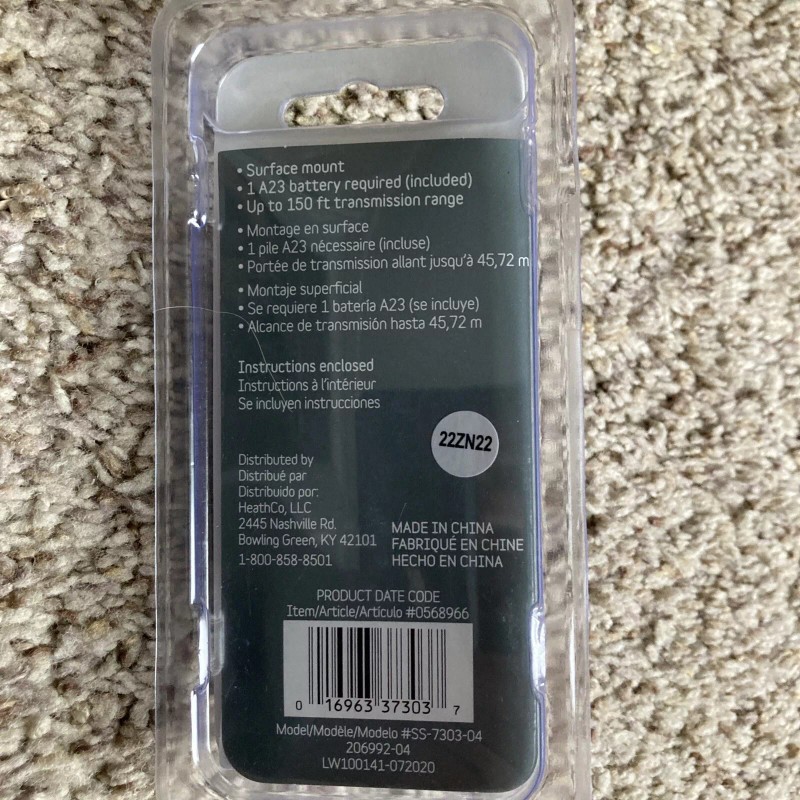 • Surface mount
• 1 A23 battery required (included)
• Up to 150 ft transmission range
• Montage en surface
• 1 pile A23 nécessaire (incluse)
• Portée de transmission allant jusqu'à 45,72 m
• Montaje superficial
• Se requiere 1 batería A23 (se incluye)
• Alcance de transmisión hasta 45,72 m
Instructions enclosed
Instructions à l'intérieur
Se incluyen instrucciones
22ZN22
Distributed by
Distribué par
Distribuido por:
HeathCo, LLC
2445 Nashville Rd.
Bowling Green, KY 42101
1-800-858-8501
MADE IN CHINA
FABRIQUÉ EN CHINE
HECHO EN CHINA
PRODUCT DATE CODE
Item/Article/Artículo #0568966
0 16963 37303 7
Model/Modèle/Modelo #SS-7303-04
206992-04
LW100141-072020